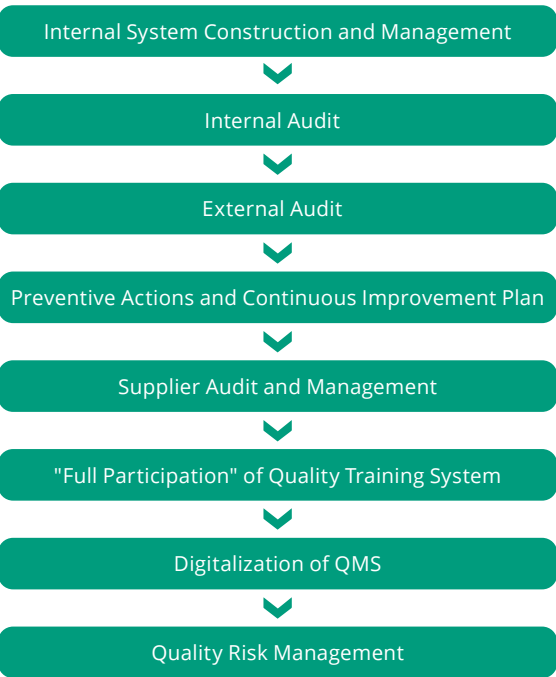 Internal System Construction and Management
Internal Audit
External Audit
Preventive Actions and Continuous Improvement Plan
Supplier Audit and Management
"Full Participation" of Quality Training System
Digitalization of QMS
Quality Risk Management